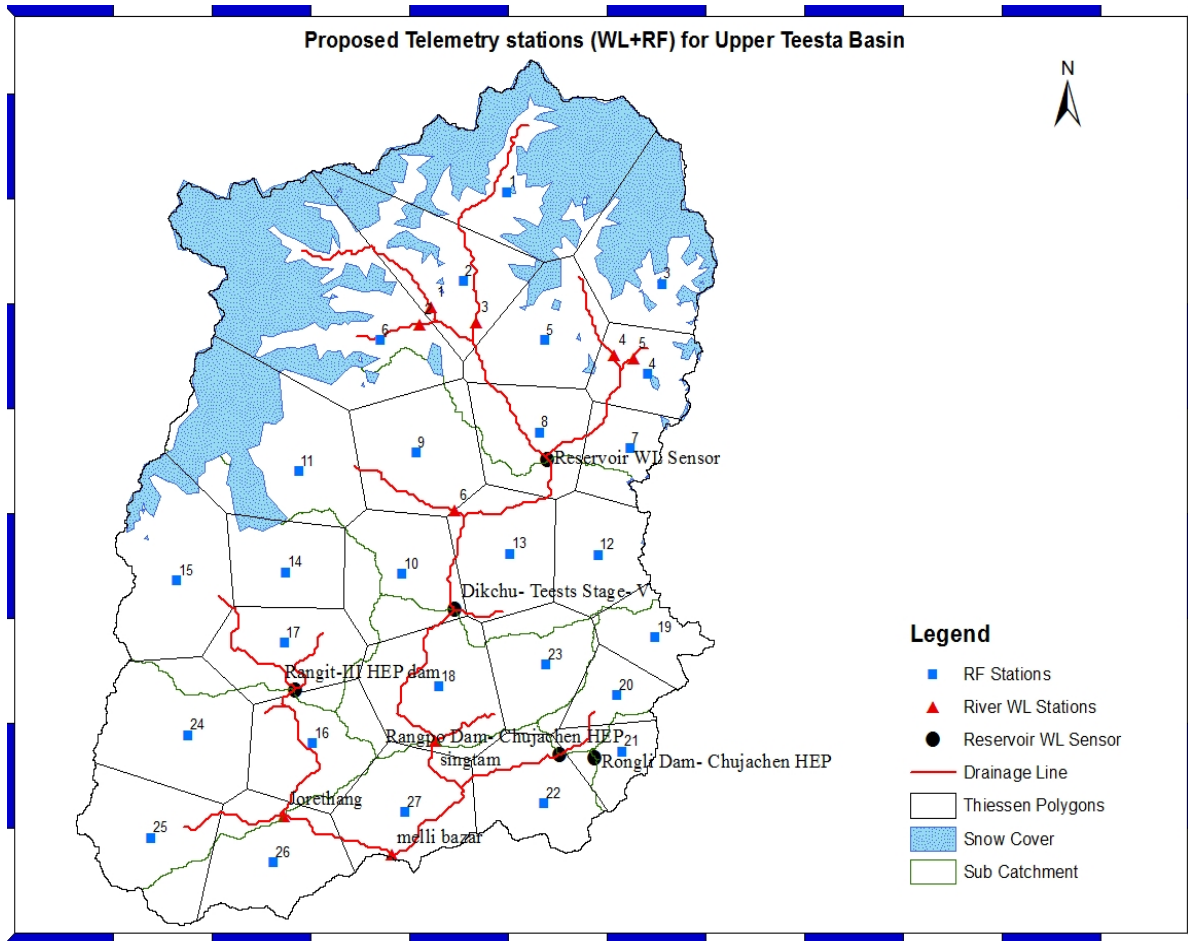 Proposed Telemetry stations (WL+RF) for Upper Teesta Basin
N
1
2
3
1
3
2
6
5
4
5
4
8
7
9
Reservoir WL Sensor
11
6
13
12
14
10
15
Dikchu- Teests Stage- V
19
17
23
Rangit-III HEP dam
18
20
24
16
Rangpo Dam- Chujachen HEP
21
singtam
Rongli Dam- Chujachen HEP
Jorethang
22
27
25
melli bazar
26
Legend
RF Stations
River WL Stations
Reservoir WL Sensor
Drainage Line
Thiessen Polygons
Snow Cover
Sub Catchment